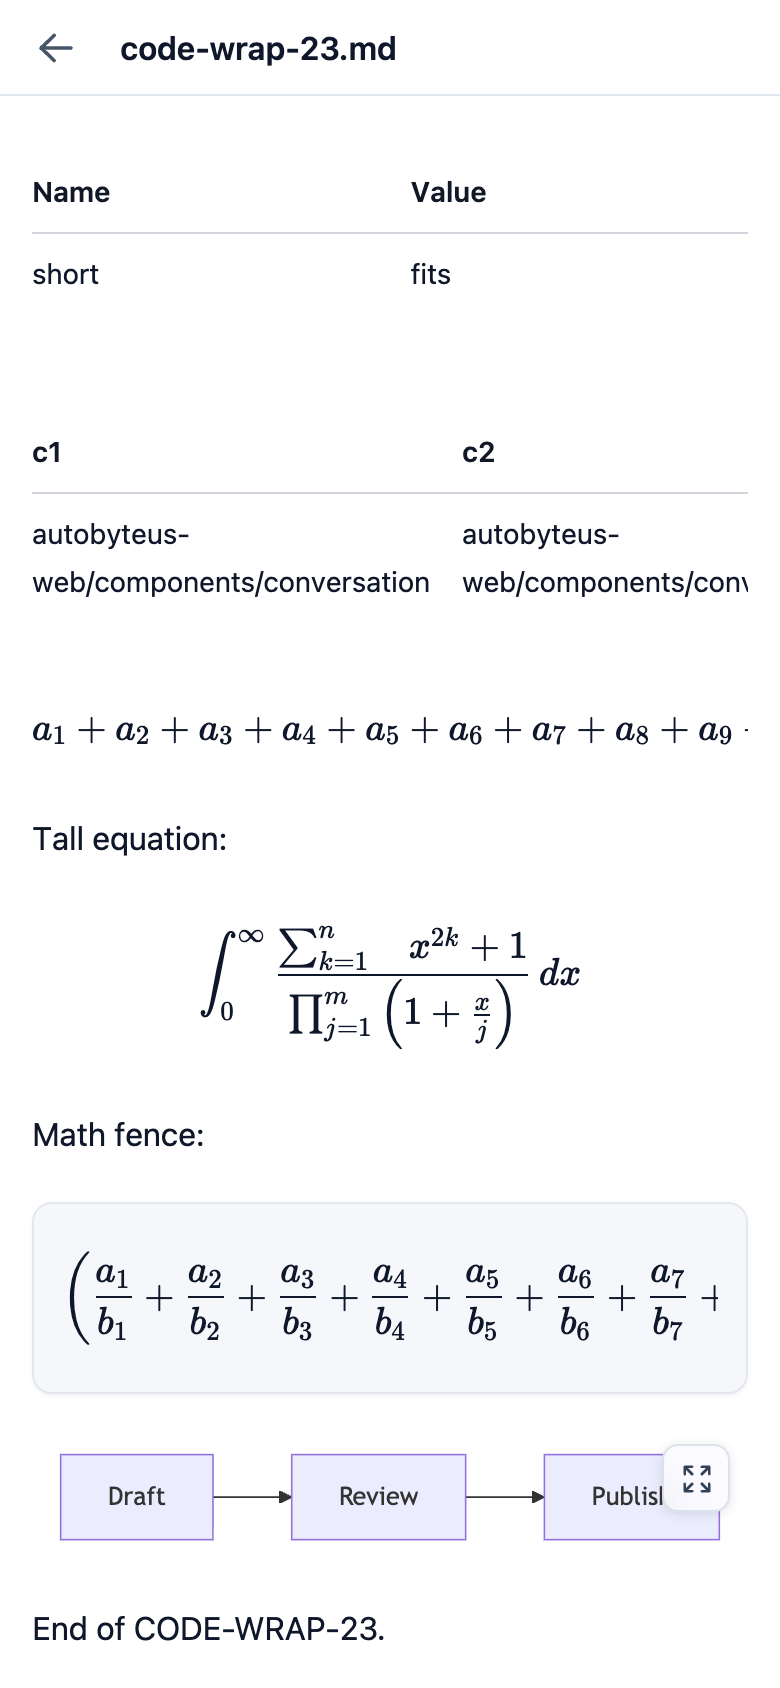 code-wrap-23.md
Name Value
short fits
c1 c2
autobyteus- autobyteus-
web/components/conversation web/components/conv
a₁ + a₂ + a₃ + a₄ + a₅ + a₆ + a₇ + a₈ + a₉
Tall equation:
∫₀^∞ (∑_{k=1}^{n} x^{2k} + 1) / (∏_{j=1}^{m} (1 + x/j)) dx
Math fence:
(a₁/b₁ + a₂/b₂ + a₃/b₃ + a₄/b₄ + a₅/b₅ + a₆/b₆ + a₇/b₇ +
Draft Review Publis
End of CODE-WRAP-23.